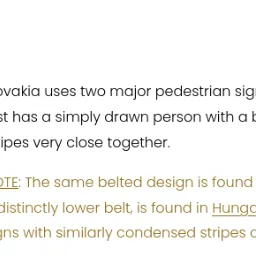 ovakia uses two major pedestrian sig
st has a simply drawn person with a b
ipes very close together.
OTE: The same belted design is found
distinctly lower belt, is found in Hunga
gns with similarly condensed stripes